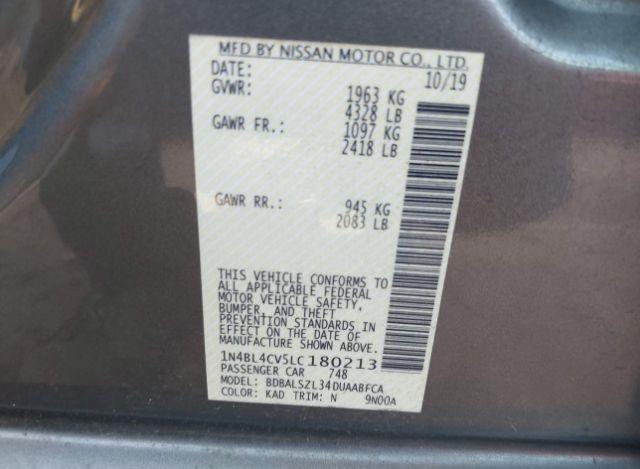 MFD BY NISSAN MOTOR CO., LTD.
DATE: 10/19
GVWR: 1963 KG
4328 LB
GAWR FR.: 1097 KG
2418 LB
GAWR RR.: 945 KG
2083 LB
THIS VEHICLE CONFORMS TO
ALL APPLICABLE FEDERAL
MOTOR VEHICLE SAFETY,
BUMPER, AND THEFT
PREVENTION STANDARDS IN
EFFECT ON THE DATE OF
MANUFACTURE SHOWN ABOVE.
1N4BL4CV5LC180213
PASSENGER CAR 748
MODEL: BDBALSZL34DUAABFCA
COLOR: KAD TRIM: N 9N00A